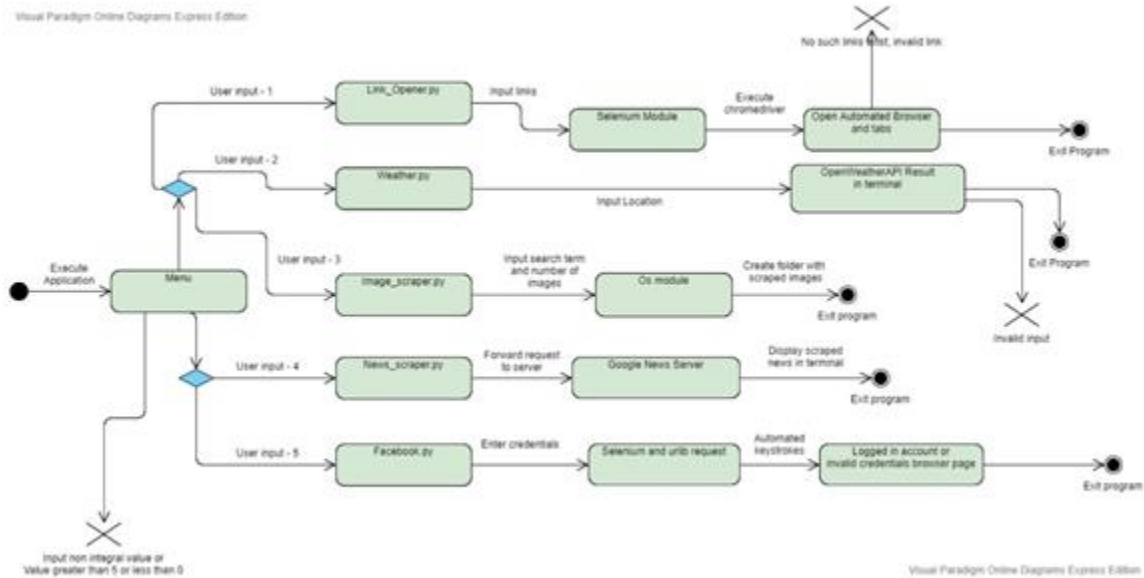 Visual Paradigm Online Diagrams Express Edition
No such links exist, invalid link
User input - 1
Link_Opener.py
Input links
Selenium Module
Execute
chromedriver
Open Automated Browser
and tabs
Exit Program
User input - 2
Weather.py
Input Location
OpenWeatherAPI Result
in terminal
Exit Program
Invalid input
Execute
Application
Menu
User input - 3
Image_scraper.py
Input search term
and number of
images
Os module
Create folder with
scraped images
Exit program
User input - 4
News_scraper.py
Forward request
to server
Google News Server
Display scraped
news in terminal
Exit program
User input - 5
Facebook.py
Enter credentials
Selenium and urlib request
Automated
keystrokes
Logged in account or
invalid credentials browser page
Exit program
Input non integral value or
Value greater than 5 or less than 0
Visual Paradigm Online Diagrams Express Edition